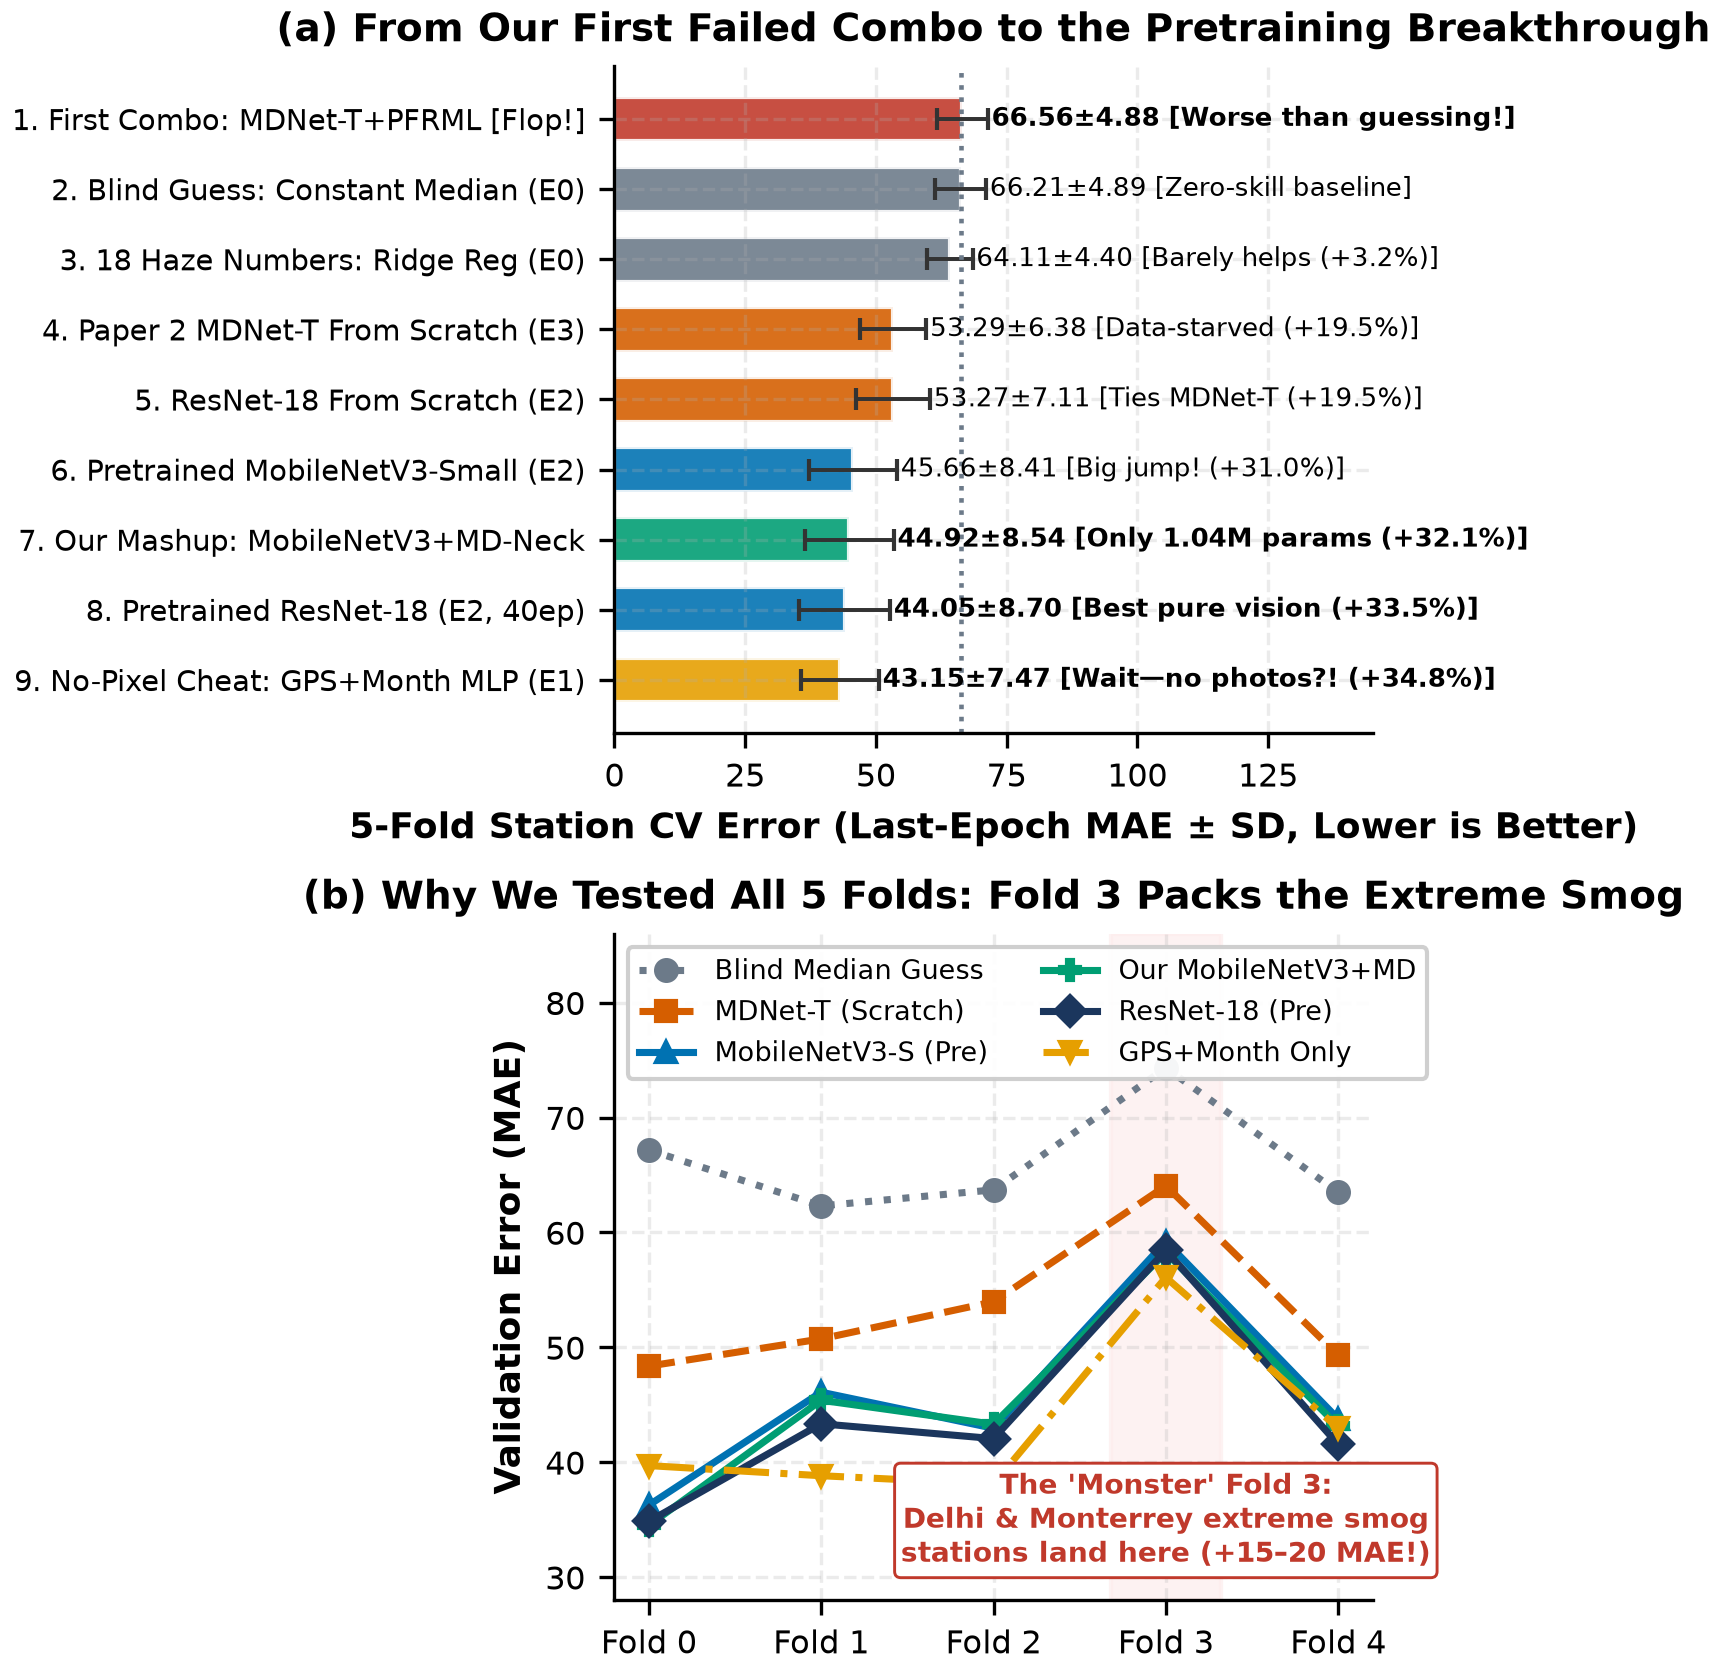 (a) From Our First Failed Combo to the Pretraining Breakthrough
1. First Combo: MDNet-T+PFRML [Flop!]
66.56±4.88 [Worse than guessing!]
2. Blind Guess: Constant Median (E0)
66.21±4.89 [Zero-skill baseline]
3. 18 Haze Numbers: Ridge Reg (E0)
64.11±4.40 [Barely helps (+3.2%)]
4. Paper 2 MDNet-T From Scratch (E3)
53.29±6.38 [Data-starved (+19.5%)]
5. ResNet-18 From Scratch (E2)
53.27±7.11 [Ties MDNet-T (+19.5%)]
6. Pretrained MobileNetV3-Small (E2)
45.66±8.41 [Big jump! (+31.0%)]
7. Our Mashup: MobileNetV3+MD-Neck
44.92±8.54 [Only 1.04M params (+32.1%)]
8. Pretrained ResNet-18 (E2, 40ep)
44.05±8.70 [Best pure vision (+33.5%)]
9. No-Pixel Cheat: GPS+Month MLP (E1)
43.15±7.47 [Wait—no photos?! (+34.8%)]
0 25 50 75 100 125
5-Fold Station CV Error (Last-Epoch MAE ± SD, Lower is Better)
(b) Why We Tested All 5 Folds: Fold 3 Packs the Extreme Smog
Blind Median Guess
MDNet-T (Scratch)
MobileNetV3-S (Pre)
Our MobileNetV3+MD
ResNet-18 (Pre)
GPS+Month Only
Validation Error (MAE)
80
70
60
50
40
30
The 'Monster' Fold 3:
Delhi & Monterrey extreme smog
stations land here (+15–20 MAE!)
Fold 0 Fold 1 Fold 2 Fold 3 Fold 4